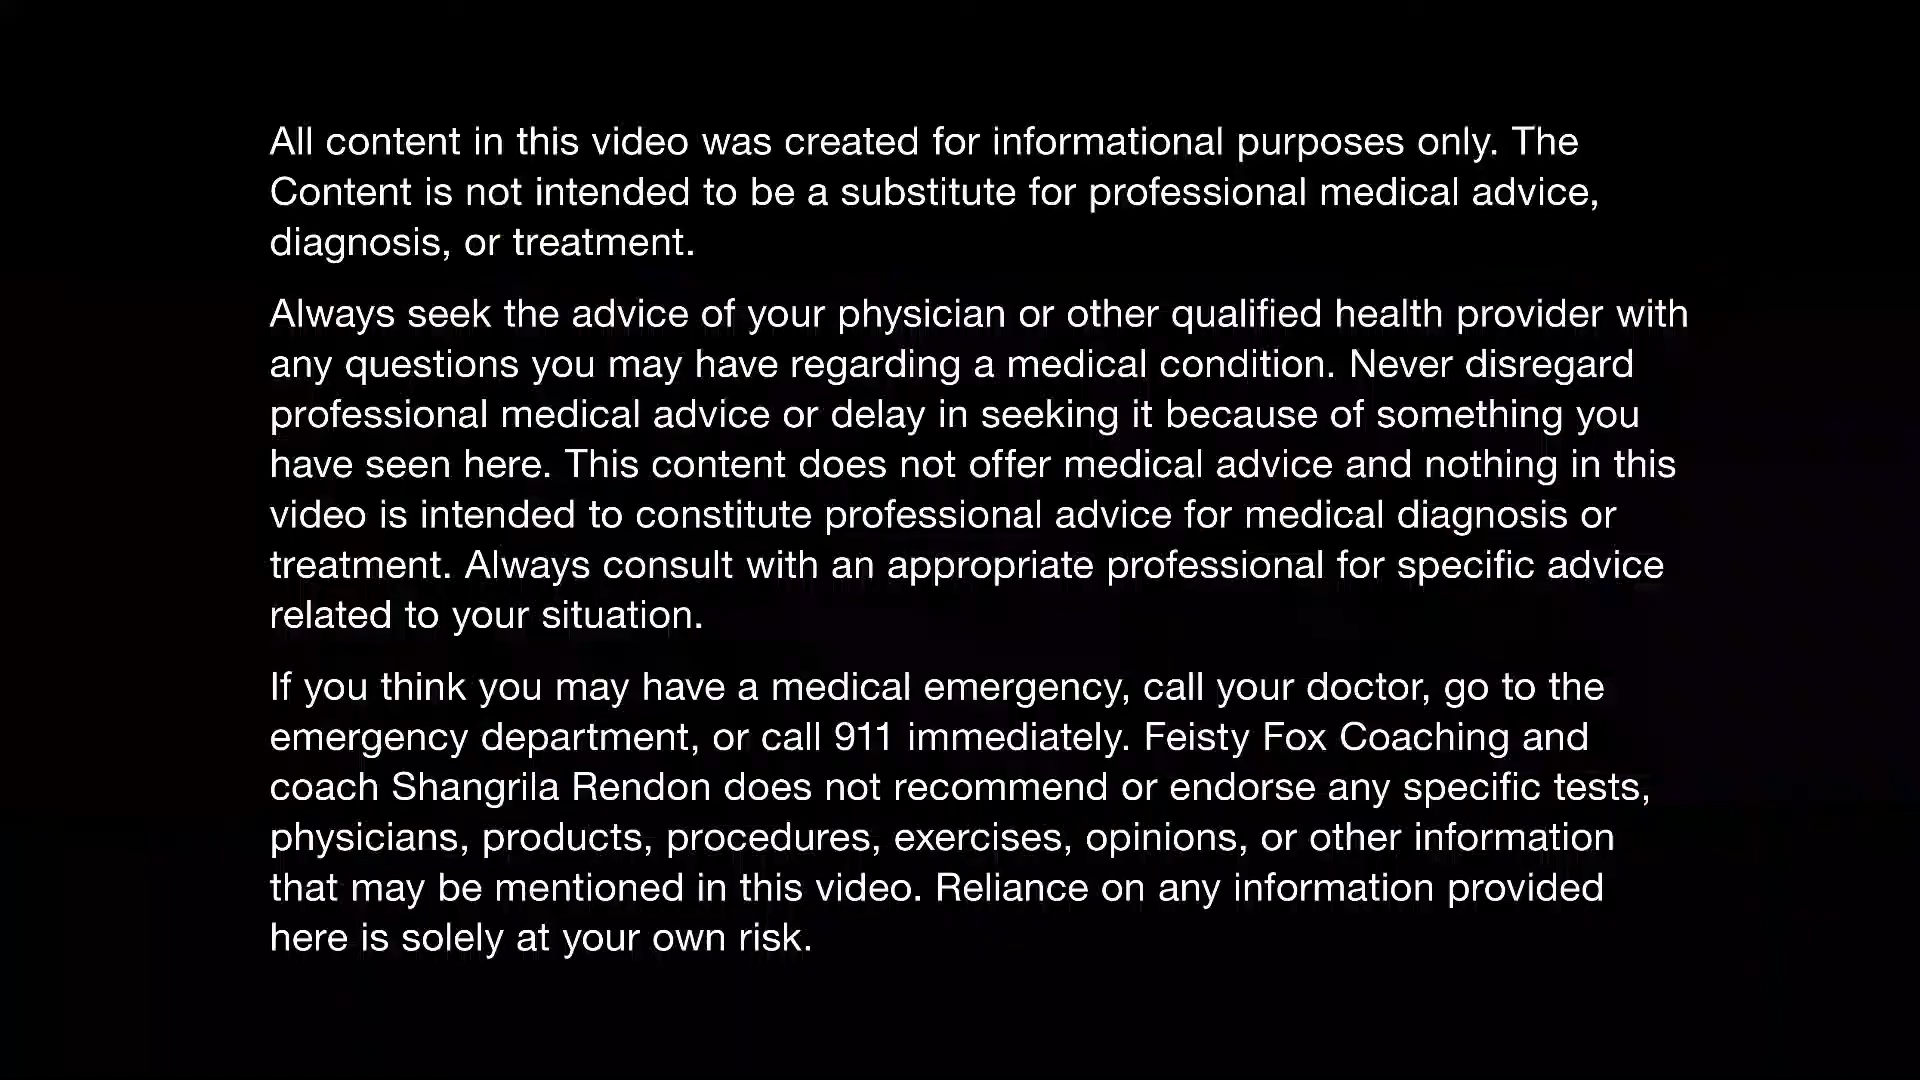 All content in this video was created for informational purposes only. The
Content is not intended to be a substitute for professional medical advice,
diagnosis, or treatment.
Always seek the advice of your physician or other qualified health provider with
any questions you may have regarding a medical condition. Never disregard
professional medical advice or delay in seeking it because of something you
have seen here. This content does not offer medical advice and nothing in this
video is intended to constitute professional advice for medical diagnosis or
treatment. Always consult with an appropriate professional for specific advice
related to your situation.
If you think you may have a medical emergency, call your doctor, go to the
emergency department, or call 911 immediately. Feisty Fox Coaching and
coach Shangrila Rendon does not recommend or endorse any specific tests,
physicians, products, procedures, exercises, opinions, or other information
that may be mentioned in this video. Reliance on any information provided
here is solely at your own risk.